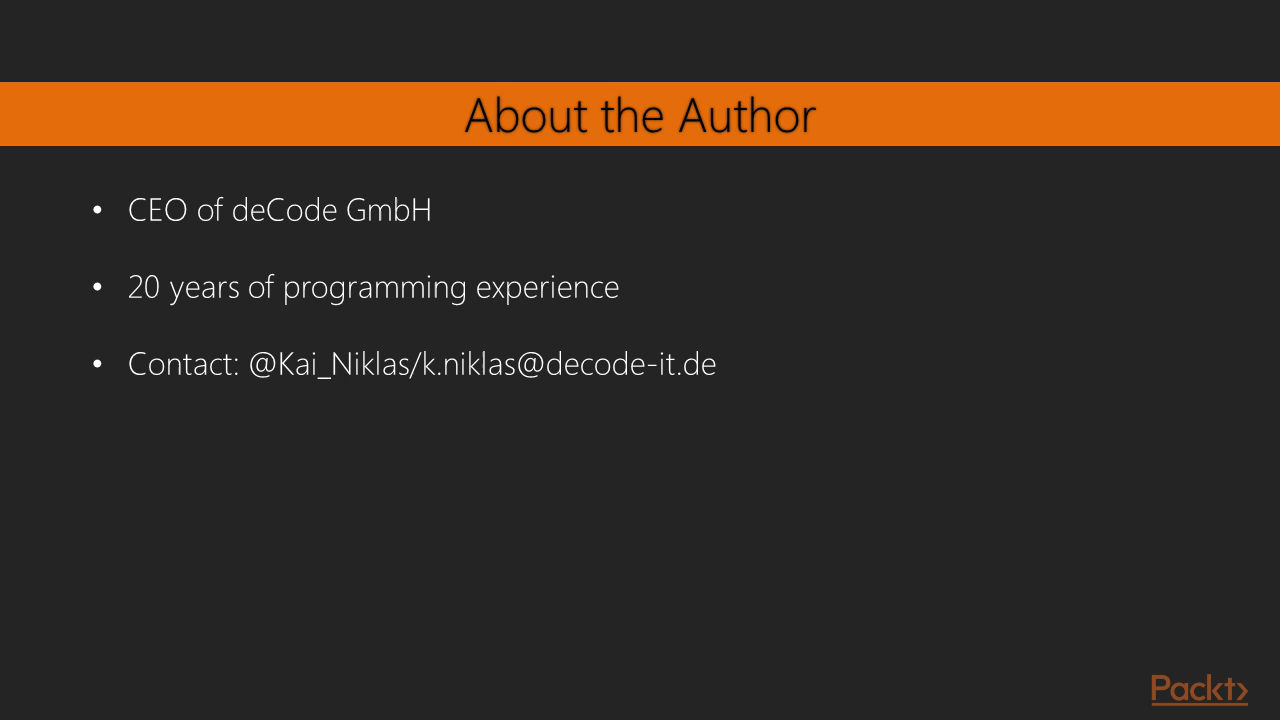 About the Author
• CEO of deCode GmbH
• 20 years of programming experience
• Contact: @Kai_Niklas/k.niklas@decode-it.de
Packt>